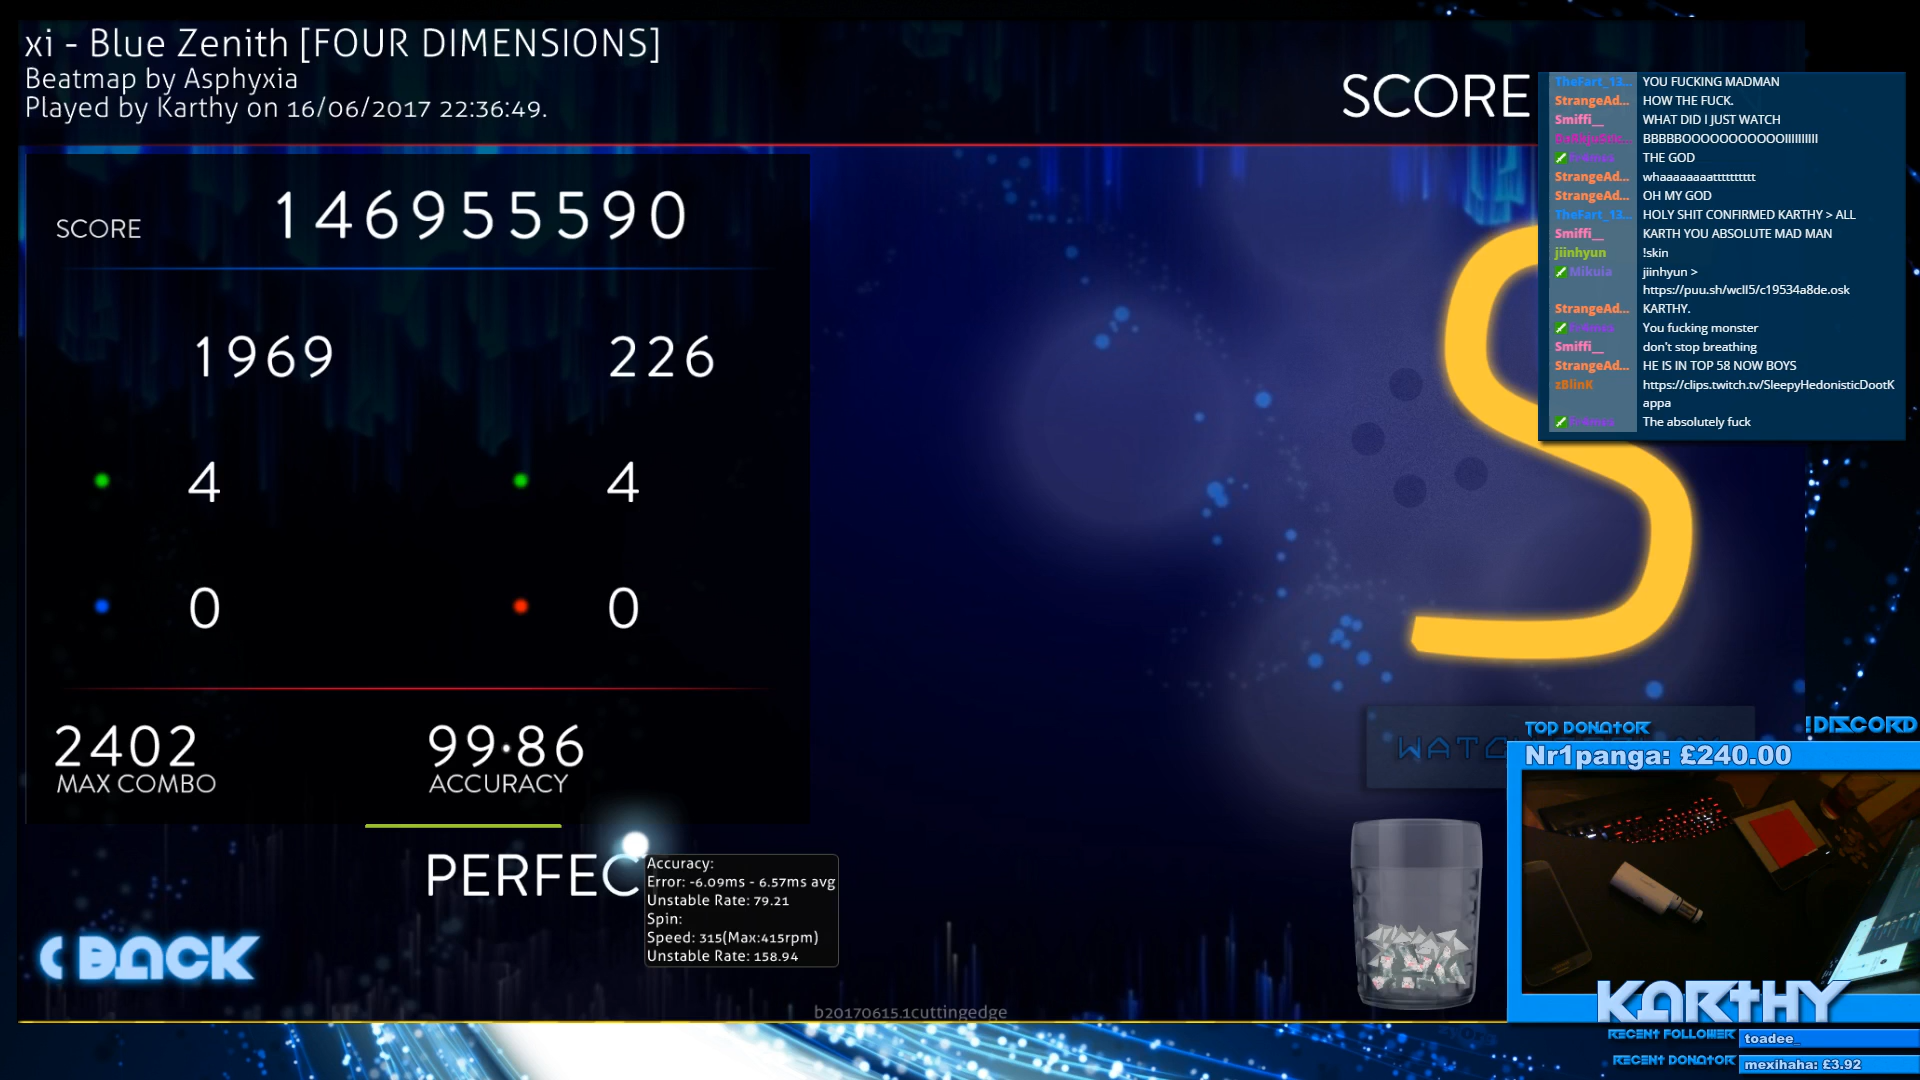 xi - Blue Zenith [FOUR DIMENSIONS]
Beatmap by Asphyxia
Played by Karthy on 16/06/2017 22:36:49.
SCORE
SCORE 146955590
1969 226
4 4
0 0
2402 99.86
MAX COMBO ACCURACY
PERFEC
Accuracy:
Error: -6.09ms - 6.57ms avg
Unstable Rate: 79.21
Spin:
Speed: 315(Max:415rpm)
Unstable Rate: 158.94
BACK
b20170615.1cuttingedge
TheFart_13... YOU FUCKING MADMAN
StrangeAd... HOW THE FUCK.
Smiffi__ WHAT DID I JUST WATCH
BBBBBOOOOOOOOOOOIIIIIIIIII
THE GOD
StrangeAd... whaaaaaaaatttttttttt
StrangeAd... OH MY GOD
TheFart_13... HOLY SHIT CONFIRMED KARTHY > ALL
Smiffi__ KARTH YOU ABSOLUTE MAD MAN
jiinhyun !skin
Mikuia jiinhyun >
https://puu.sh/wcII5/c19534a8de.osk
StrangeAd... KARTHY.
You fucking monster
Smiffi__ don't stop breathing
StrangeAd... HE IS IN TOP 58 NOW BOYS
zBlinK https://clips.twitch.tv/SleepyHedonisticDootK
appa
The absolutely fuck
WATC
TOP DONATOR
!DISCORD
Nr1panga: £240.00
KARTHY
RECENT FOLLOWER toadee_
RECENT DONATOR mexihaha: £3.92